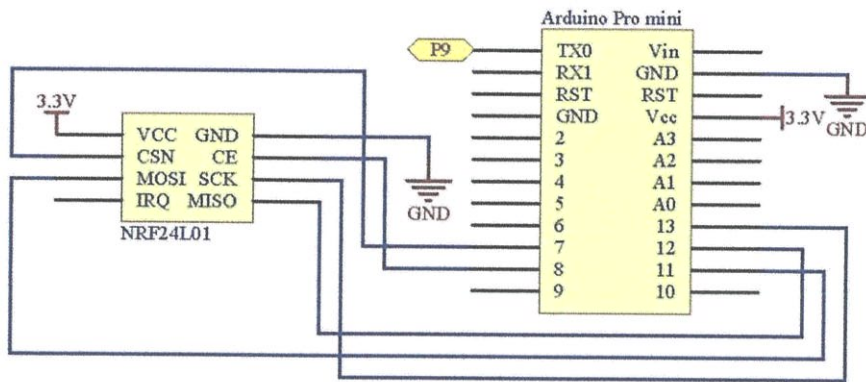 Arduino Pro mini
P9
TX0 Vin
RX1 GND
RST RST
GND Vcc
2 A3
3 A2
4 A1
5 A0
6 13
7 12
8 11
9 10
3.3V
GND
3.3V
VCC GND
CSN CE
MOSI SCK
IRQ MISO
NRF24L01
GND